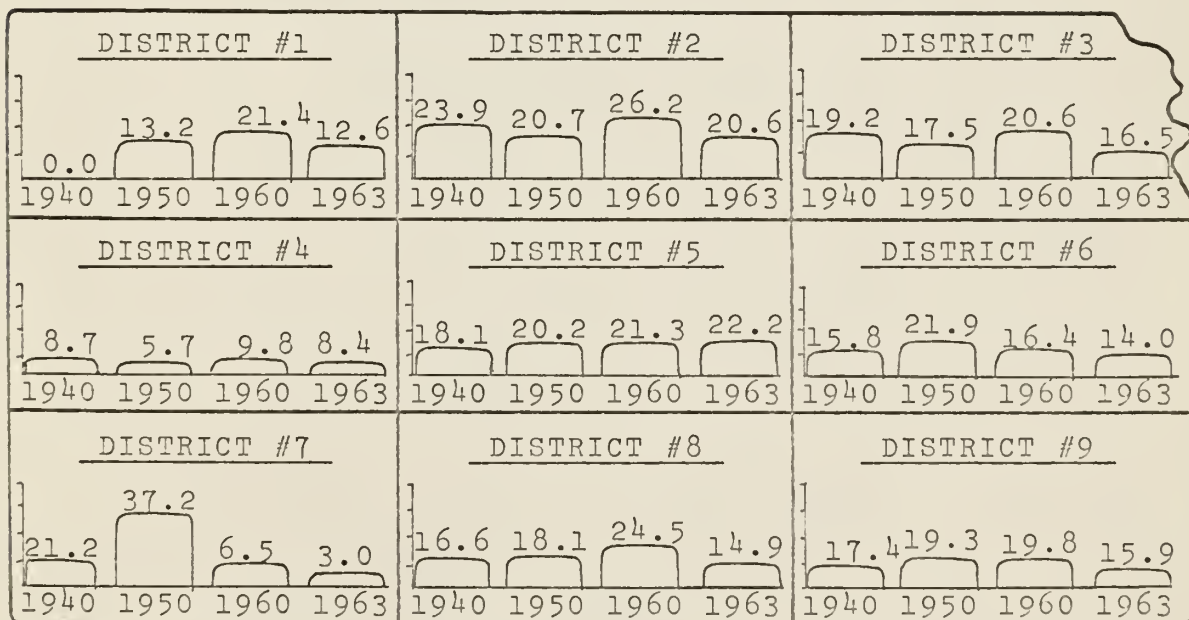 DISTRICT #1
13.2 21.4 12.6
0.0
1940 1950 1960 1963
DISTRICT #2
23.9 20.7 26.2 20.6
1940 1950 1960 1963
DISTRICT #3
19.2 17.5 20.6 16.5
1940 1950 1960 1963
DISTRICT #4
8.7 5.7 9.8 8.4
1940 1950 1960 1963
DISTRICT #5
18.1 20.2 21.3 22.2
1940 1950 1960 1963
DISTRICT #6
15.8 21.9 16.4 14.0
1940 1950 1960 1963
DISTRICT #7
37.2
21.2 6.5 3.0
1940 1950 1960 1963
DISTRICT #8
16.6 18.1 24.5 14.9
1940 1950 1960 1963
DISTRICT #9
17.4 19.3 19.8 15.9
1940 1950 1960 1963